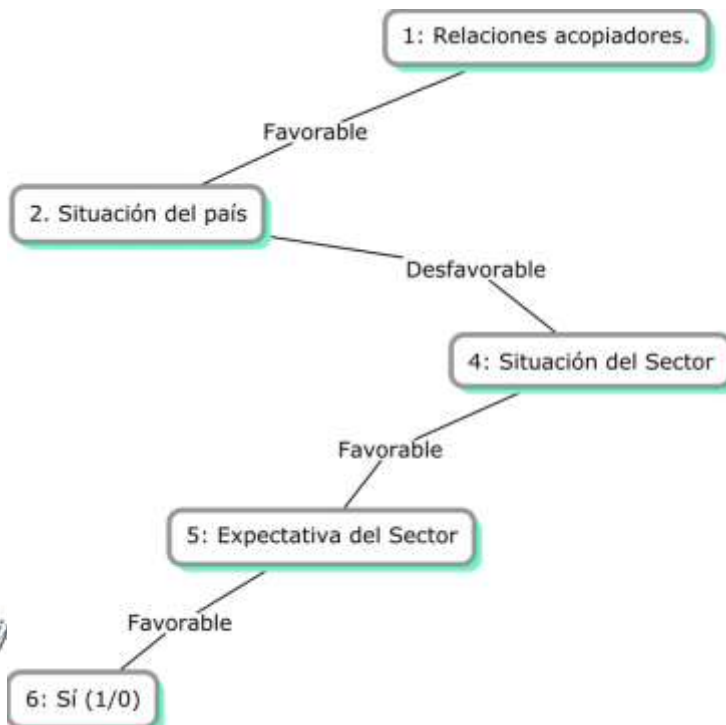 1: Relaciones acopiadores.
Favorable
2. Situación del país
Desfavorable
4: Situación del Sector
Favorable
5: Expectativa del Sector
Favorable
6: Sí (1/0)